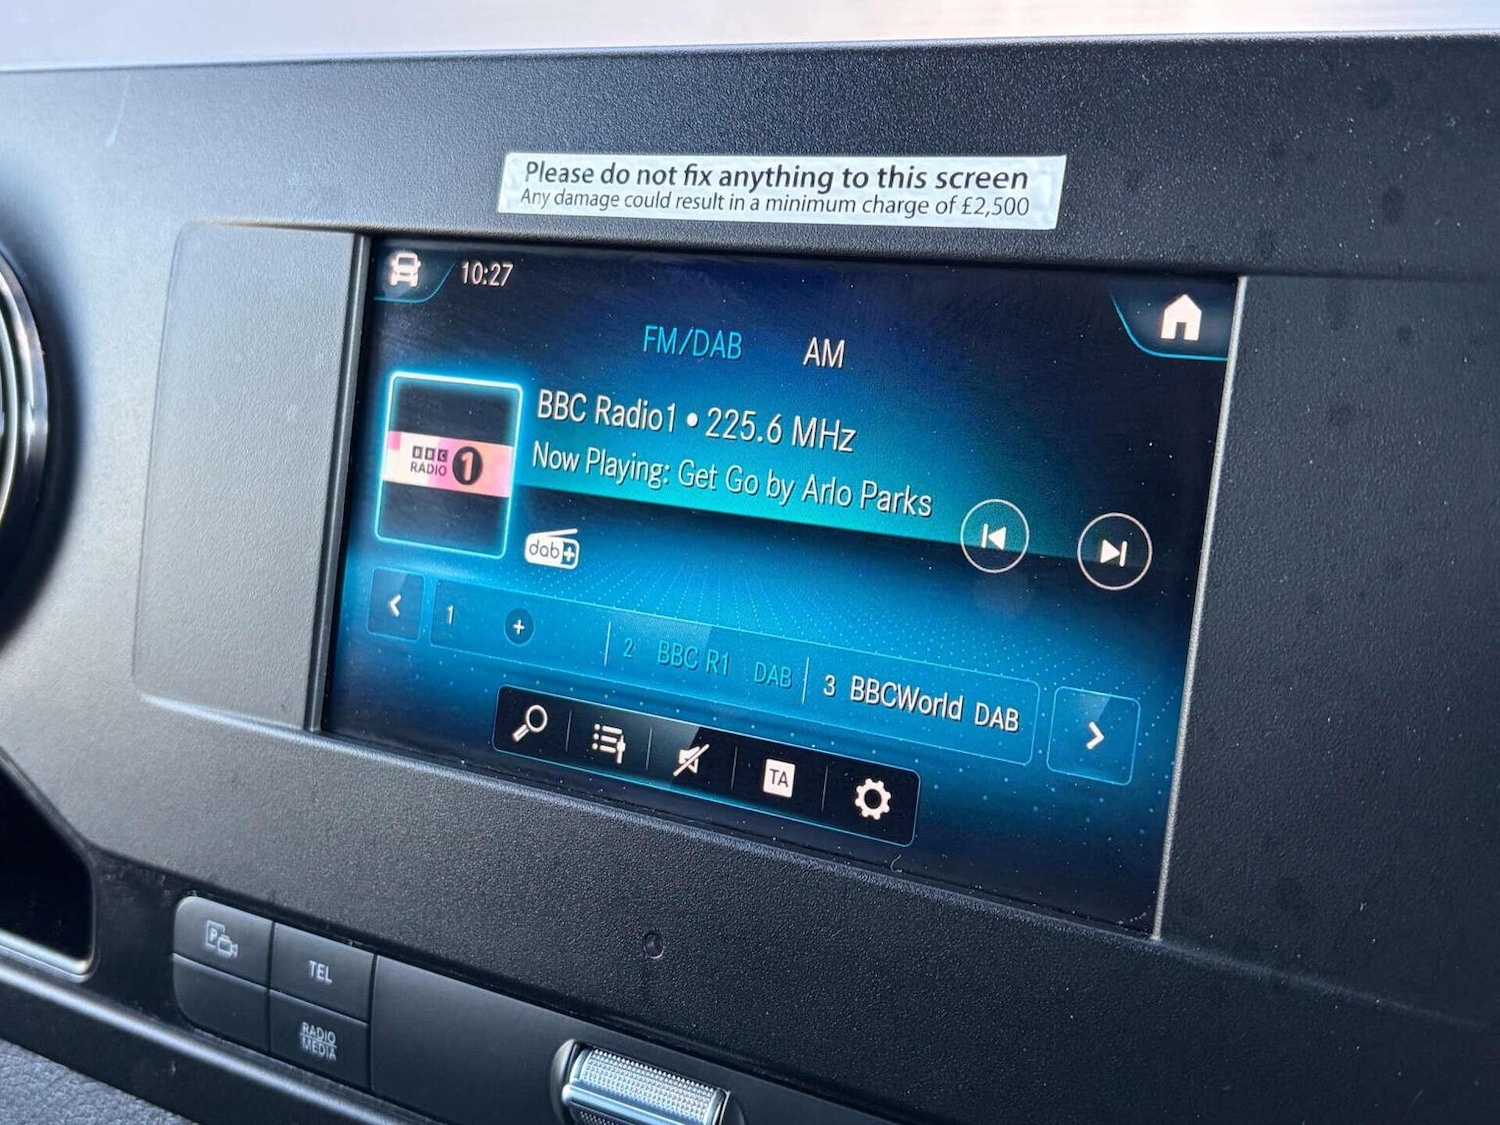 Please do not fix anything to this screen
Any damage could result in a minimum charge of £2,500
10:27
FM/DAB AM
BBC Radio1 • 225.6 MHz
Now Playing: Get Go by Arlo Parks
BBC
RADIO 1
dab+
1 + 2 BBC R1 DAB 3 BBCWorld DAB
TA
P
TEL
RADIO
MEDIA